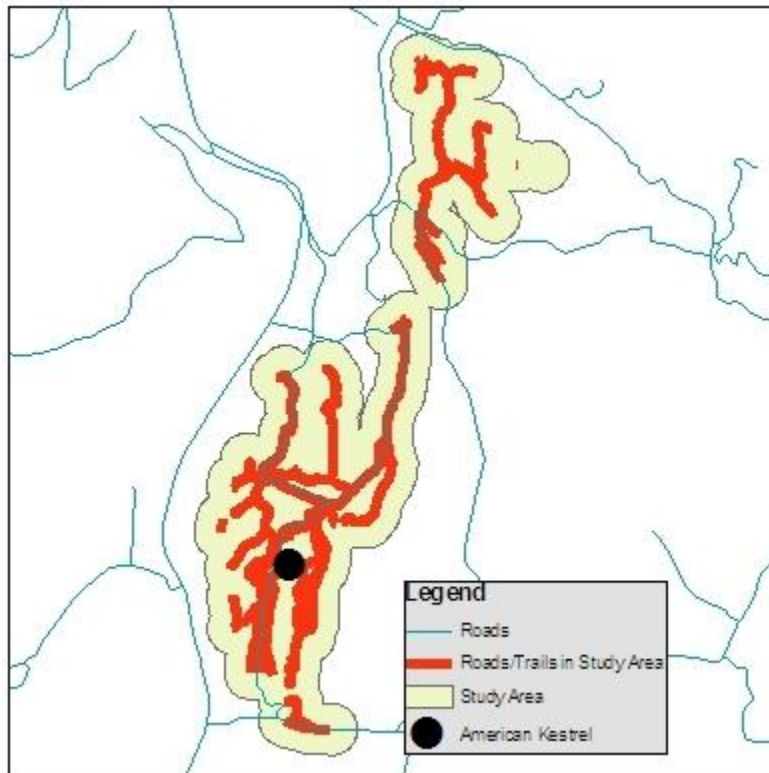 Legend
Roads
Roads/Trails in Study Area
Study Area
American Kestrel